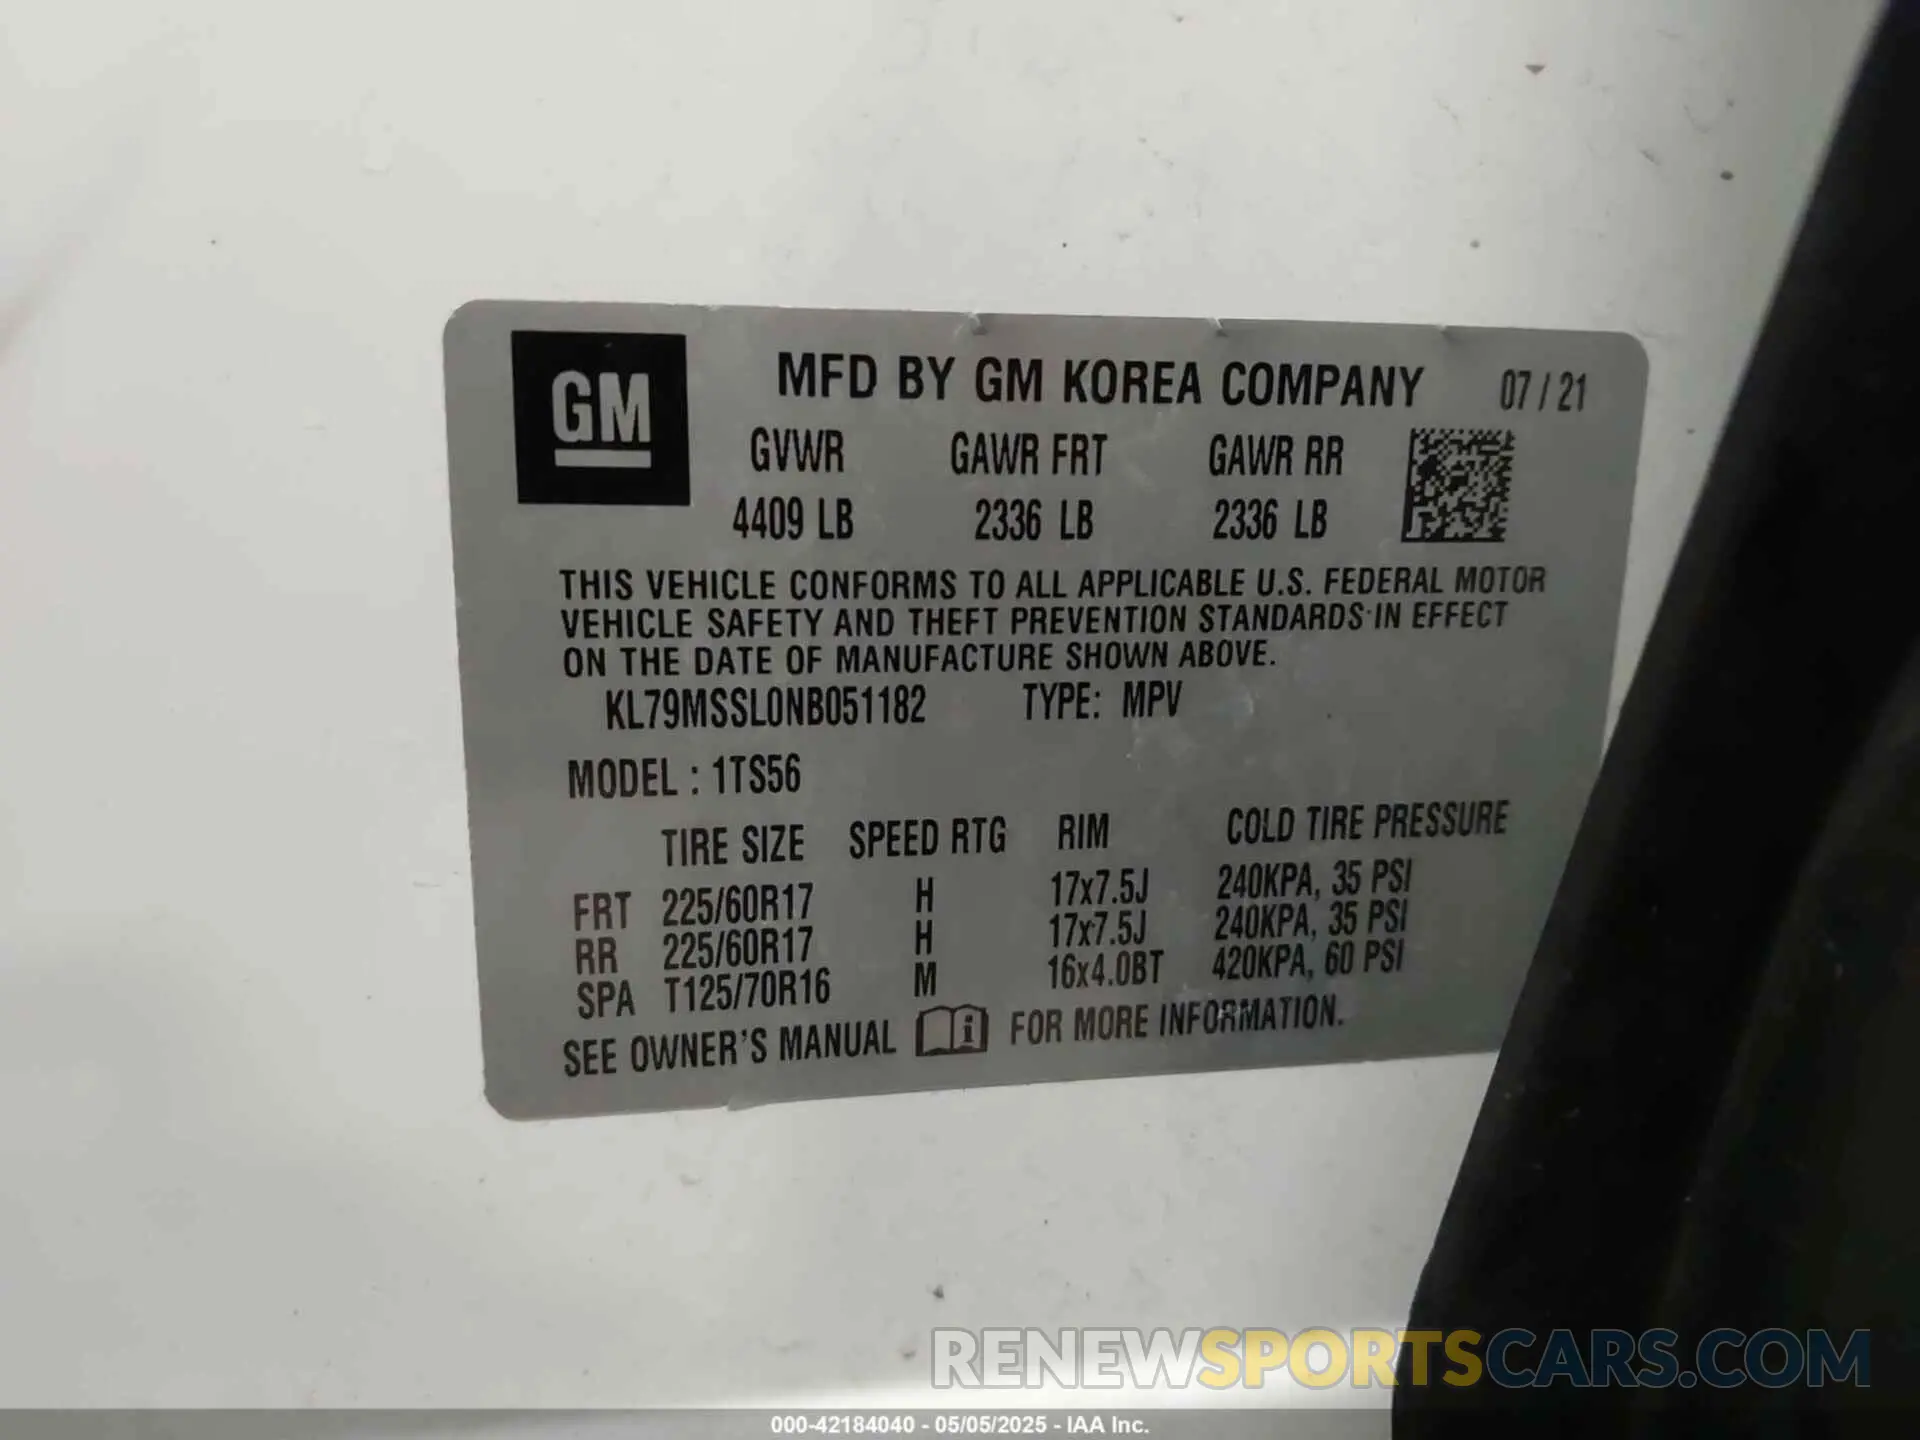 GM
MFD BY GM KOREA COMPANY 07 / 21
GVWR GAWR FRT GAWR RR
4409 LB 2336 LB 2336 LB
THIS VEHICLE CONFORMS TO ALL APPLICABLE U.S. FEDERAL MOTOR
VEHICLE SAFETY AND THEFT PREVENTION STANDARDS IN EFFECT
ON THE DATE OF MANUFACTURE SHOWN ABOVE.
KL79MSSL0NB051182 TYPE: MPV
MODEL : 1TS56
TIRE SIZE SPEED RTG RIM COLD TIRE PRESSURE
FRT 225/60R17 H 17x7.5J 240KPA, 35 PSI
RR 225/60R17 H 17x7.5J 240KPA, 35 PSI
SPA T125/70R16 M 16x4.0BT 420KPA, 60 PSI
SEE OWNER'S MANUAL i FOR MORE INFORMATION.
RENEWSPORTSCARS.COM
000-42184040 - 05/05/2025 - IAA Inc.